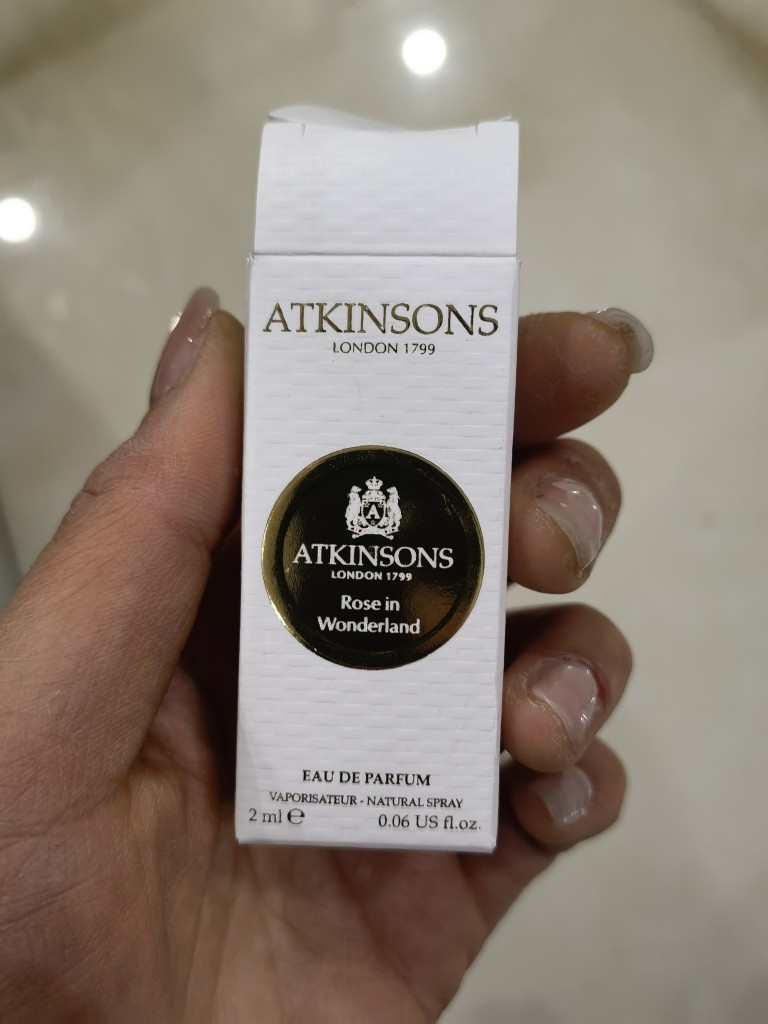 ATKINSONS
LONDON 1799
A
ATKINSONS
LONDON 1799
Rose in
Wonderland
EAU DE PARFUM
VAPORISATEUR - NATURAL SPRAY
2 ml ℮ 0.06 US fl.oz.